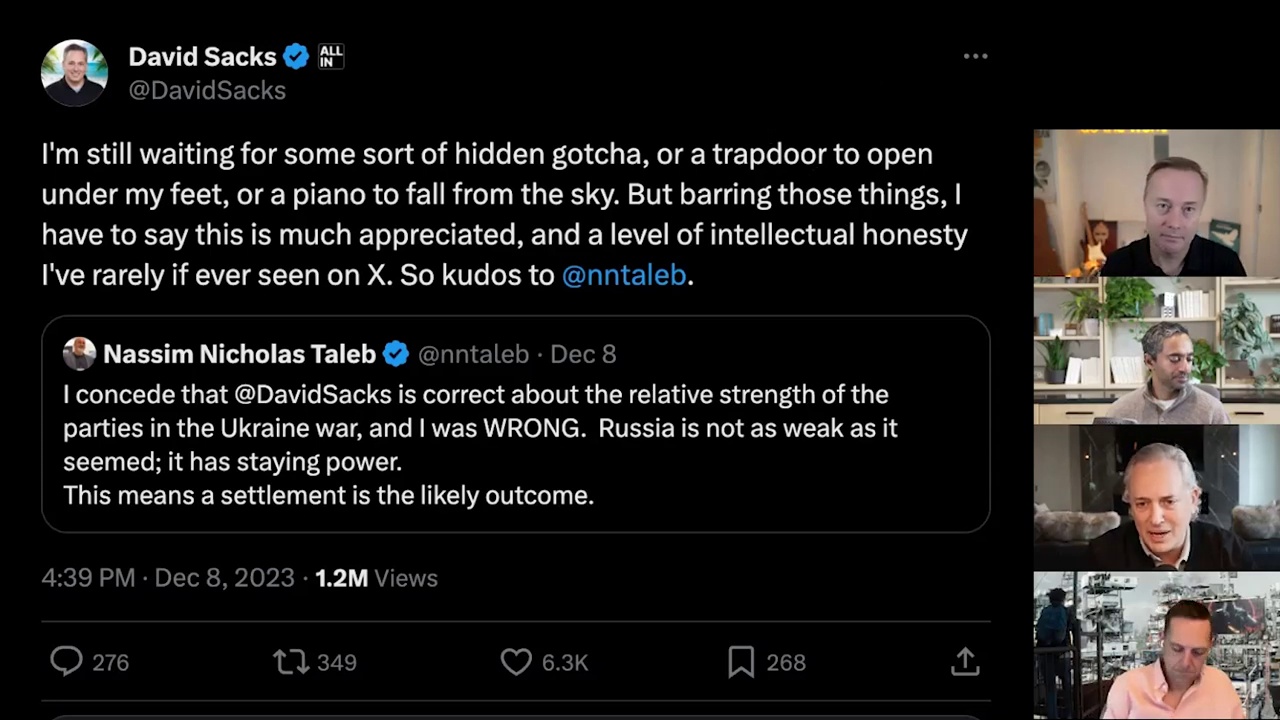 David Sacks ALL IN
@DavidSacks
I'm still waiting for some sort of hidden gotcha, or a trapdoor to open
under my feet, or a piano to fall from the sky. But barring those things, I
have to say this is much appreciated, and a level of intellectual honesty
I've rarely if ever seen on X. So kudos to @nntaleb.
Nassim Nicholas Taleb @nntaleb · Dec 8
I concede that @DavidSacks is correct about the relative strength of the
parties in the Ukraine war, and I was WRONG.  Russia is not as weak as it
seemed; it has staying power.
This means a settlement is the likely outcome.
4:39 PM · Dec 8, 2023 · 1.2M Views
276 349 6.3K 268